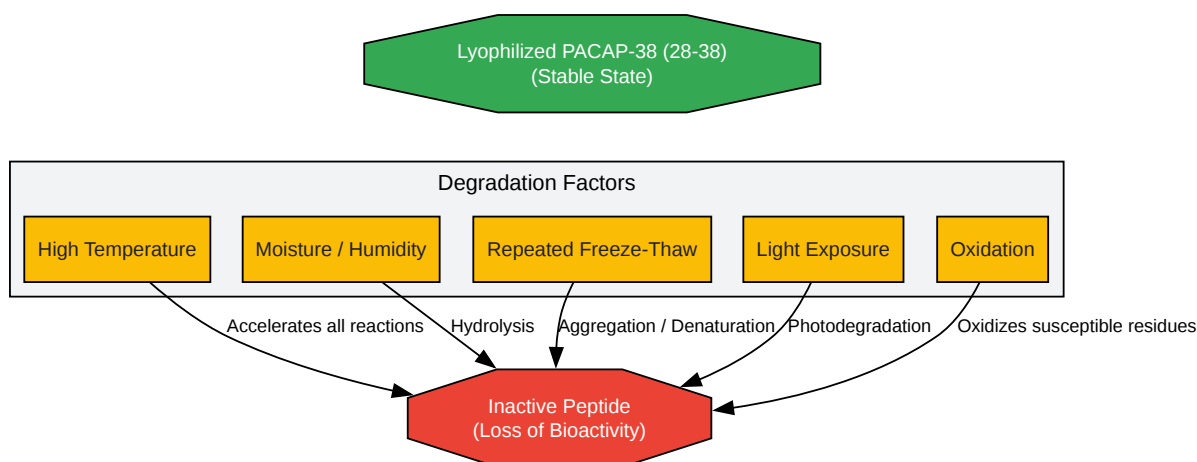 Lyophilized PACAP-38 (28-38)
(Stable State)
Degradation Factors
High Temperature
Moisture / Humidity
Repeated Freeze-Thaw
Light Exposure
Oxidation
Accelerates all reactions
Hydrolysis
Aggregation / Denaturation
Photodegradation
Oxidizes susceptible residues
Inactive Peptide
(Loss of Bioactivity)